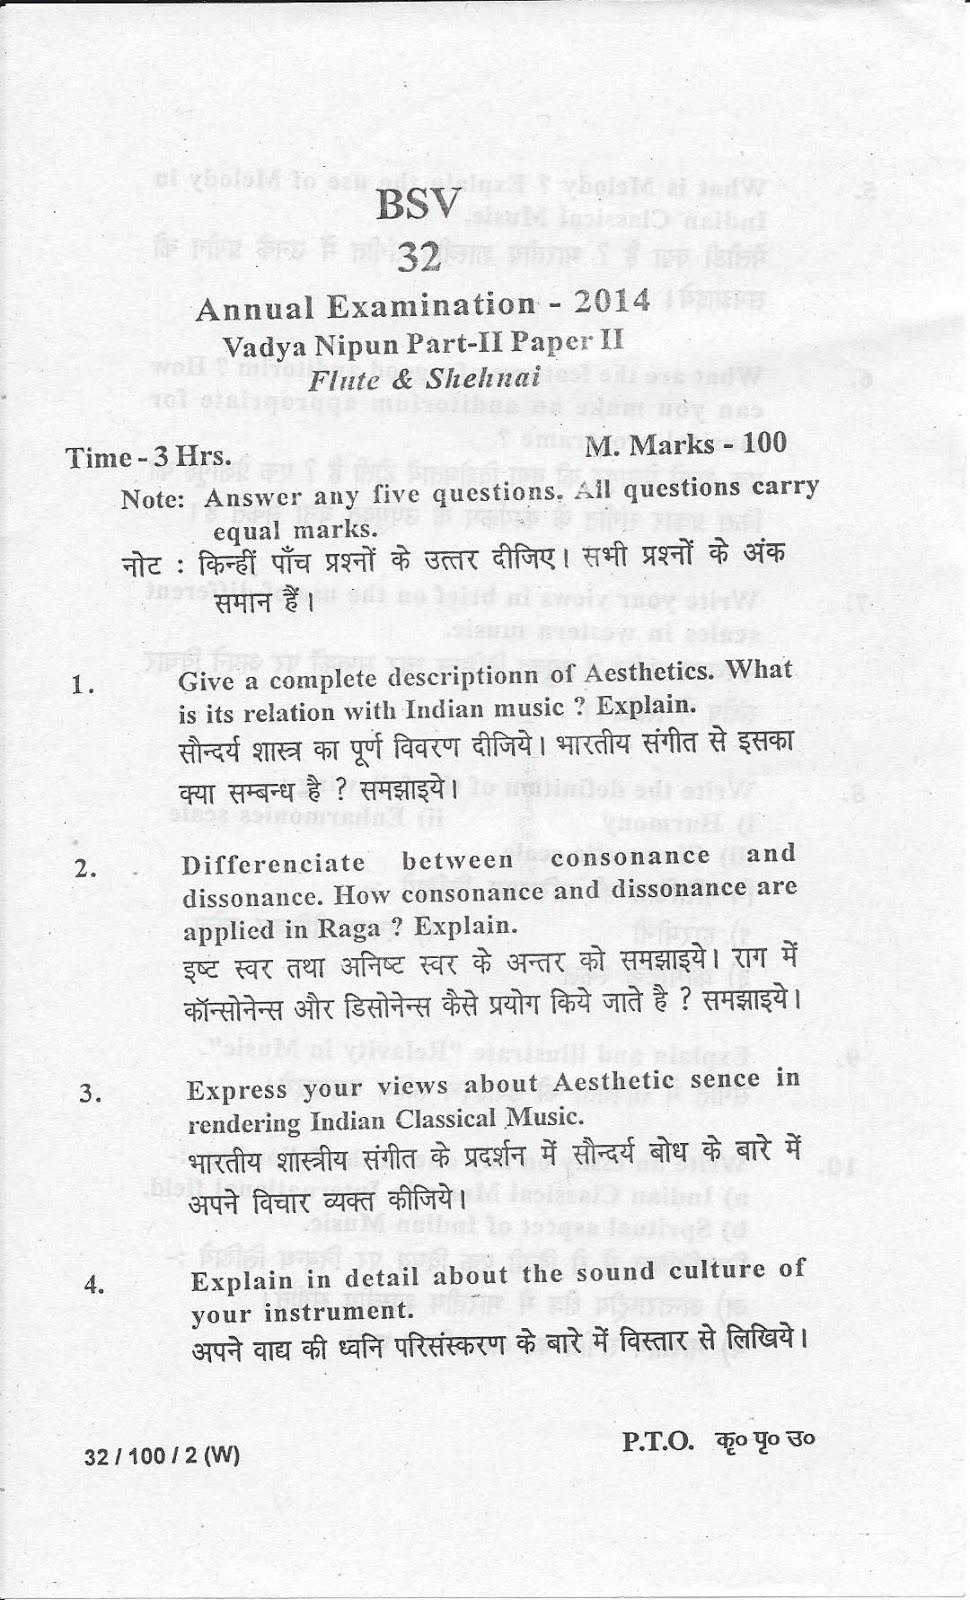 BSV
32
Annual Examination - 2014
Vadya Nipun Part-II Paper II
Flute & Shehnai
Time - 3 Hrs. M. Marks - 100
Note: Answer any five questions. All questions carry
equal marks.
नोट : किन्हीं पाँच प्रश्नों के उत्तर दीजिए। सभी प्रश्नों के अंक
समान हैं।
1. Give a complete descriptionn of Aesthetics. What
is its relation with Indian music ? Explain.
सौन्दर्य शास्त्र का पूर्ण विवरण दीजिये। भारतीय संगीत से इसका
क्या सम्बन्ध है ? समझाइये।
2. Differenciate between consonance and
dissonance. How consonance and dissonance are
applied in Raga ? Explain.
इष्ट स्वर तथा अनिष्ट स्वर के अन्तर को समझाइये। राग में
कॉन्सोनेन्स और डिसोनेन्स कैसे प्रयोग किये जाते है ? समझाइये।
3. Express your views about Aesthetic sence in
rendering Indian Classical Music.
भारतीय शास्त्रीय संगीत के प्रदर्शन में सौन्दर्य बोध के बारे में
अपने विचार व्यक्त कीजिये।
4. Explain in detail about the sound culture of
your instrument.
अपने वाद्य की ध्वनि परिसंस्करण के बारे में विस्तार से लिखिये।
32 / 100 / 2 (W) P.T.O. कृ० पृ० उ०